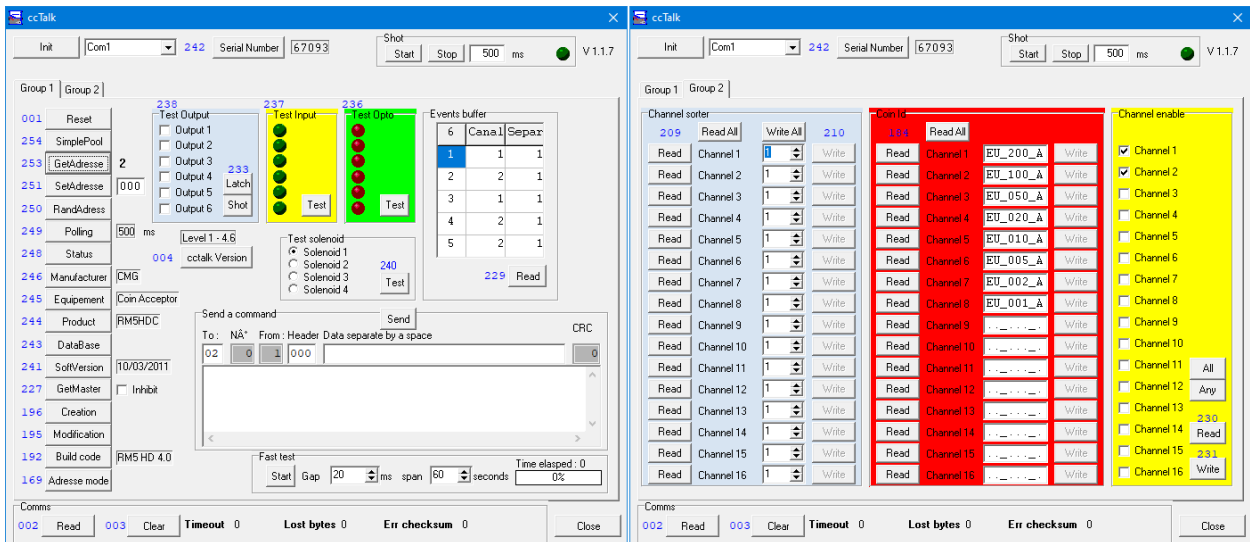 ccTalk
Init Com1 242 Serial Number 67093 Shot Start Stop 500 ms V 1.1.7
Group 1 Group 2
001 Reset
254 SimplePool
253 GetAdresse 2
251 SetAdresse 000
250 RandAdress
249 Polling 500 ms
248 Status
246 Manufacturer CMG
245 Equipement Coin Acceptor
244 Product RM5HDC
243 DataBase
241 SoftVersion 10/03/2011
227 GetMaster Inhibit
196 Creation
195 Modification
192 Build code RM5 HD 4.0
169 Adresse mode
238
Test Output
Output 1
Output 2
Output 3
Output 4
Output 5
Output 6
233
Latch
Shot
237
Test Input
Test
236
Test Opto
Test
Level 1 - 4.6
004 cctalk Version
Test solenoid
Solenoid 1
Solenoid 2
Solenoid 3
Solenoid 4
240
Test
Events buffer
6 Canal Separ
1 1 1
2 2 1
3 1 1
4 2 1
5 2 1
229 Read
Send a command
Send
To : NÂ° From : Header Data separate by a space CRC
02 0 1 000 0
Fast test
Start Gap 20 ms span 60 seconds Time elasped : 0
0%
Comms
002 Read 003 Clear Timeout 0 Lost bytes 0 Err checksum 0 Close
ccTalk
Init Com1 242 Serial Number 67093 Shot Start Stop 500 ms V 1.1.7
Group 1 Group 2
Channel sorter
209 Read All Write All 210
Read Channel 1 1 Write
Read Channel 2 1 Write
Read Channel 3 1 Write
Read Channel 4 1 Write
Read Channel 5 1 Write
Read Channel 6 1 Write
Read Channel 7 1 Write
Read Channel 8 1 Write
Read Channel 9 1 Write
Read Channel 10 1 Write
Read Channel 11 1 Write
Read Channel 12 1 Write
Read Channel 13 1 Write
Read Channel 14 1 Write
Read Channel 15 1 Write
Read Channel 16 1 Write
Coin Id
184 Read All
Read Channel 1 EU_200_A Write
Read Channel 2 EU_100_A Write
Read Channel 3 EU_050_A Write
Read Channel 4 EU_020_A Write
Read Channel 5 EU_010_A Write
Read Channel 6 EU_005_A Write
Read Channel 7 EU_002_A Write
Read Channel 8 EU_001_A Write
Read Channel 9 .._..._. Write
Read Channel 10 .._..._. Write
Read Channel 11 .._..._. Write
Read Channel 12 .._..._. Write
Read Channel 13 .._..._. Write
Read Channel 14 .._..._. Write
Read Channel 15 .._..._. Write
Read Channel 16 .._..._. Write
Channel enable
Channel 1
Channel 2
Channel 3
Channel 4
Channel 5
Channel 6
Channel 7
Channel 8
Channel 9
Channel 10
Channel 11
Channel 12
Channel 13
Channel 14
Channel 15
Channel 16
All
Any
230
Read
231
Write
Comms
002 Read 003 Clear Timeout 0 Lost bytes 0 Err checksum 0 Close